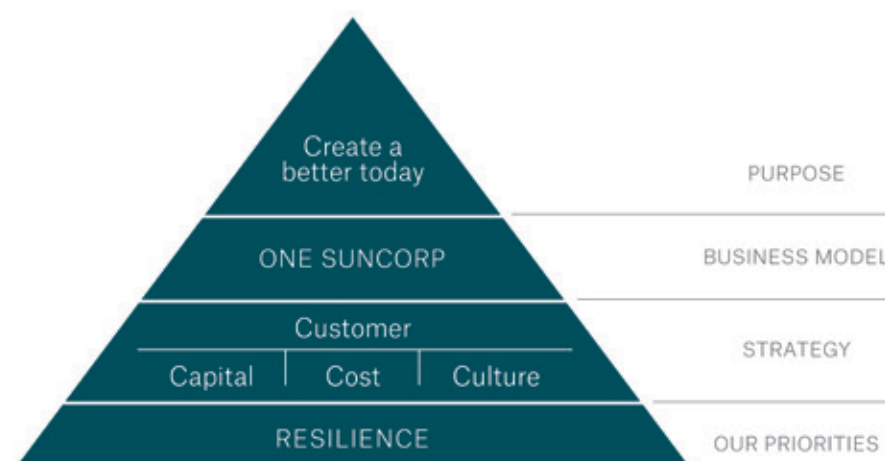 Create a
better today
PURPOSE
ONE SUNCORP
BUSINESS MODEL
Customer
Capital
Cost
Culture
STRATEGY
RESILIENCE
OUR PRIORITIES